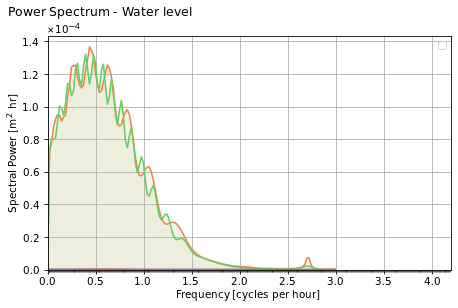 Power Spectrum - Water level
×10⁻⁴
1.4
1.2
1.0
0.8
0.6
0.4
0.2
0.0
Spectral Power [m² hr]
0.0 0.5 1.0 1.5 2.0 2.5 3.0 3.5 4.0
Frequency [cycles per hour]